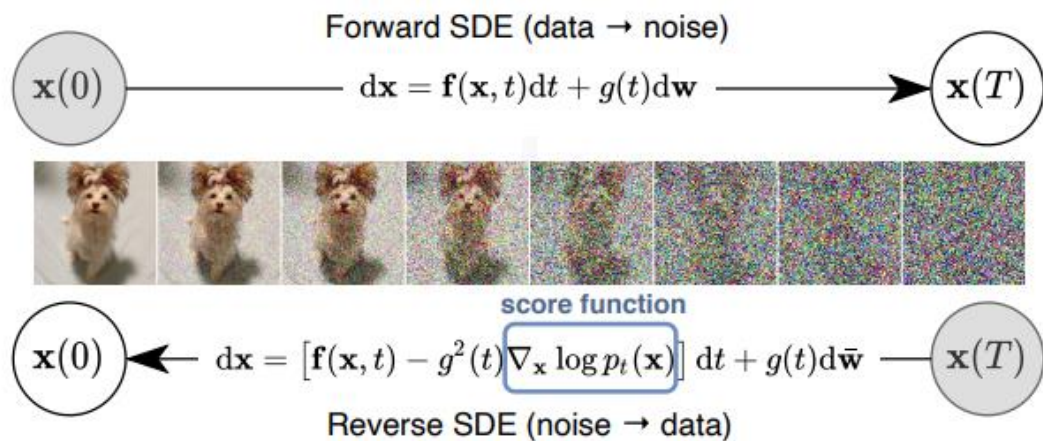 Forward SDE (data → noise)
x(0) dx = f(x, t)dt + g(t)dw x(T)
score function
x(0) dx = [f(x, t) − g²(t)∇ₓ log pₜ(x)] dt + g(t)dw̄ x(T)
Reverse SDE (noise → data)